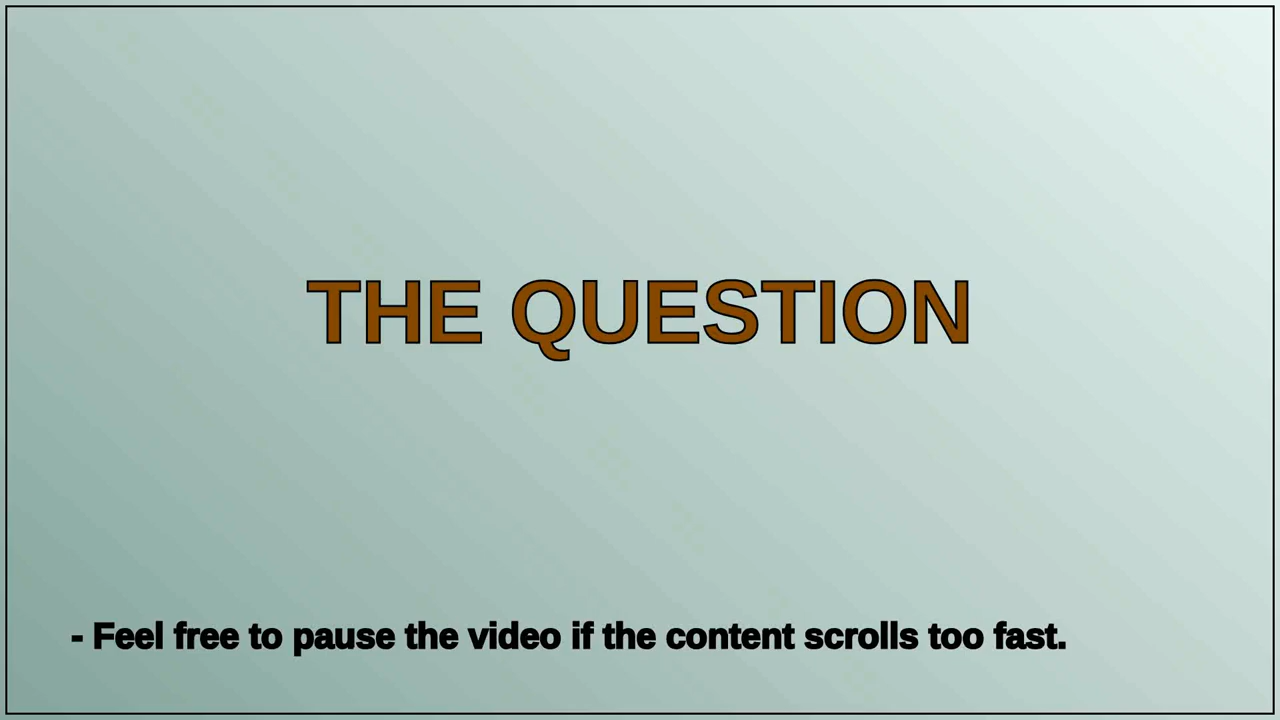 THE QUESTION
- Feel free to pause the video if the content scrolls too fast.